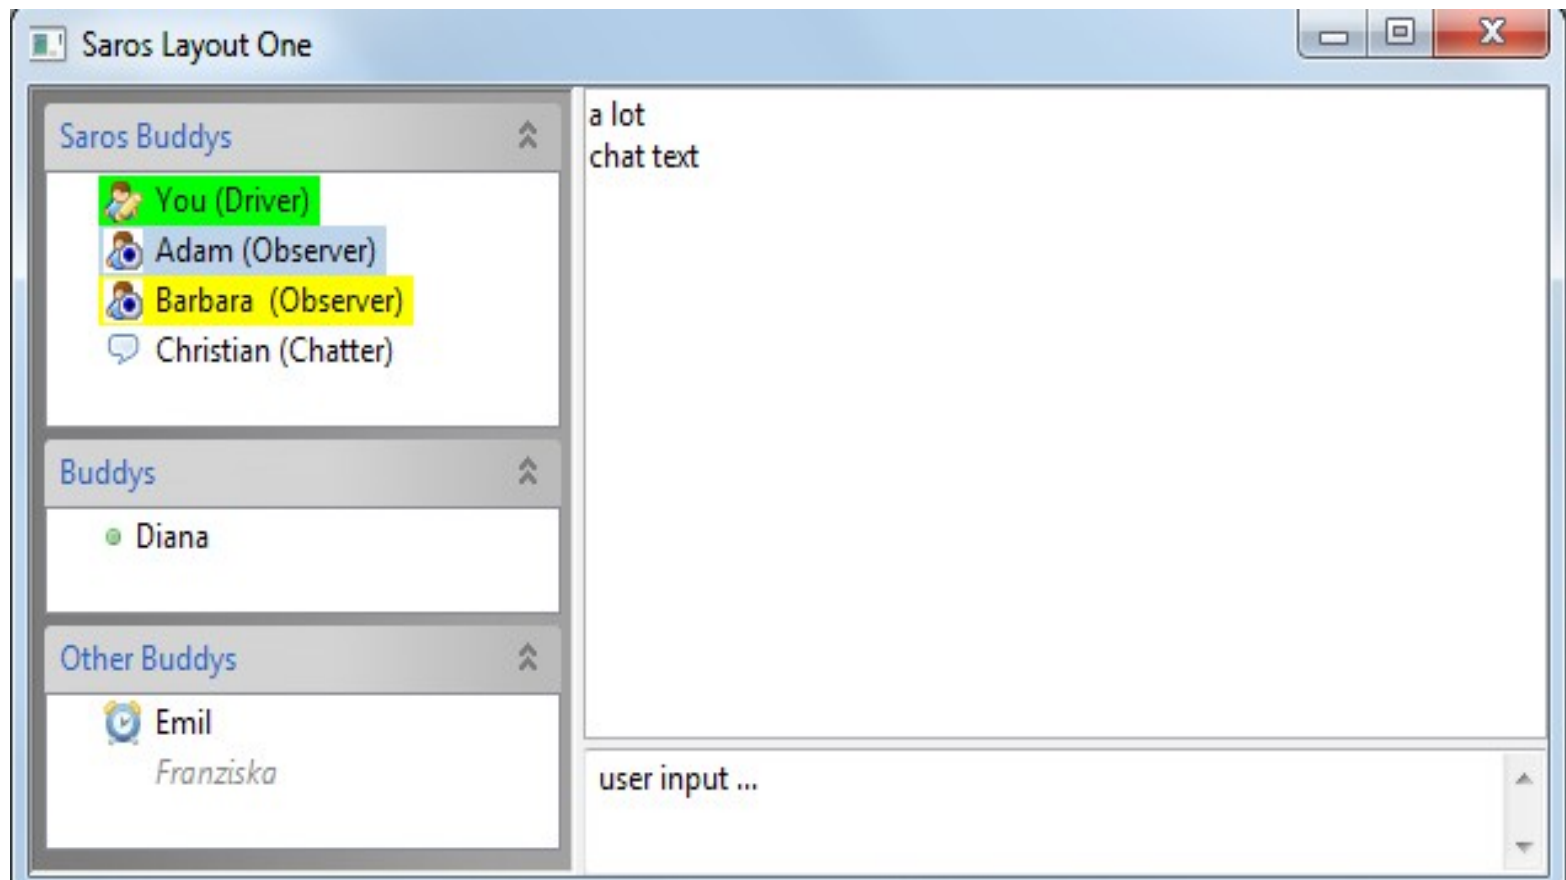 Saros Layout One
Saros Buddys
You (Driver)
Adam (Observer)
Barbara  (Observer)
Christian (Chatter)
Buddys
Diana
Other Buddys
Emil
Franziska
a lot
chat text
user input ...